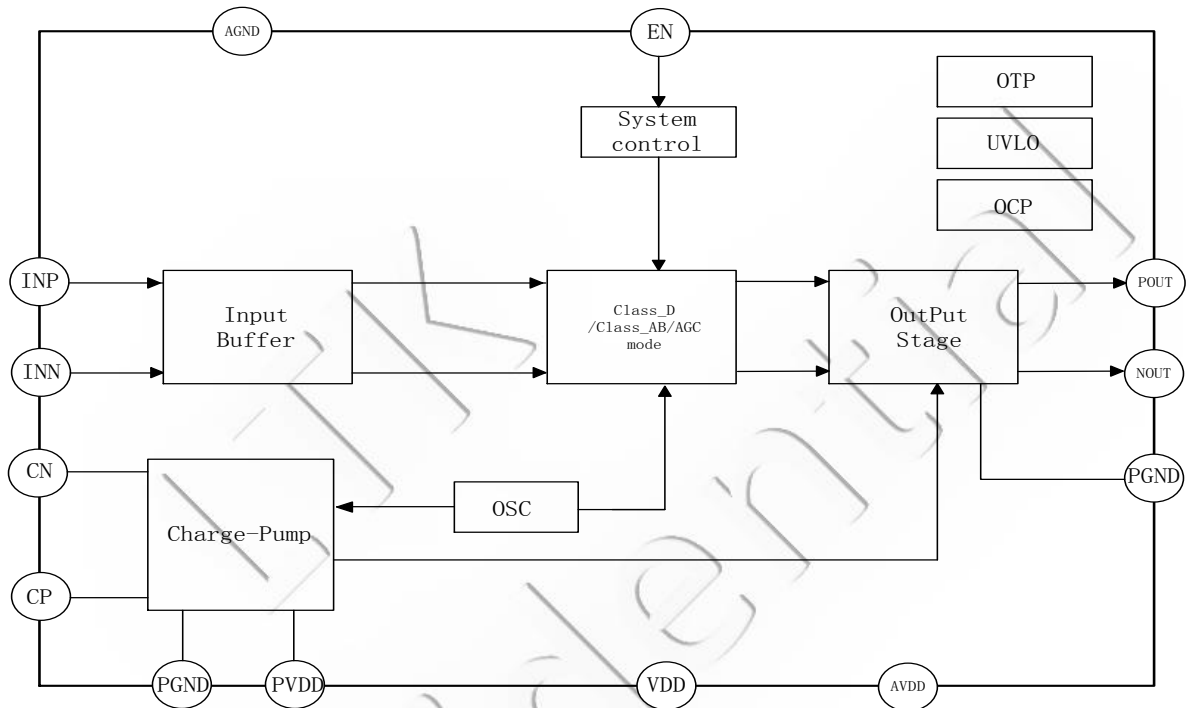 AGND
EN
OTP
System
control
UVLO
OCP
INP
Input
Buffer
Class_D
/Class_AB/AGC
mode
OutPut
Stage
POUT
INN
NOUT
CN
PGND
OSC
Charge-Pump
CP
PGND
PVDD
VDD
AVDD